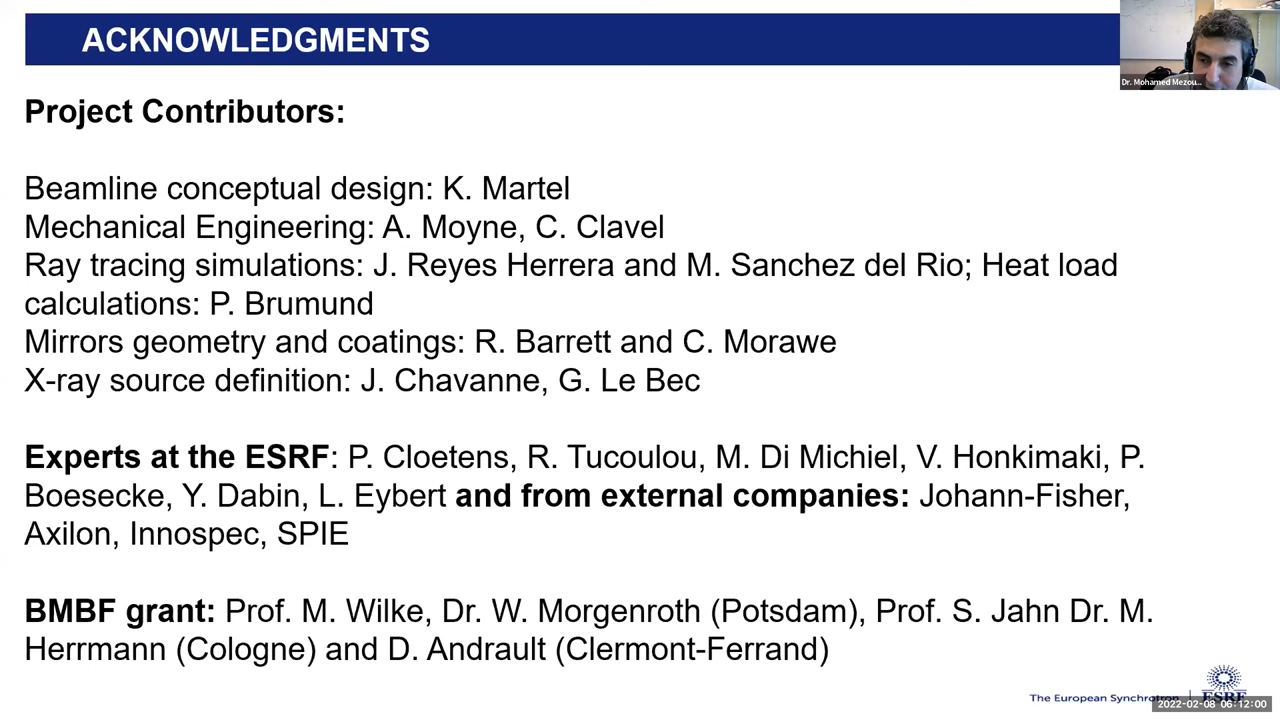 ACKNOWLEDGMENTS
Dr. Mohamed Mezou...
Project Contributors:
Beamline conceptual design: K. Martel
Mechanical Engineering: A. Moyne, C. Clavel
Ray tracing simulations: J. Reyes Herrera and M. Sanchez del Rio; Heat load
calculations: P. Brumund
Mirrors geometry and coatings: R. Barrett and C. Morawe
X-ray source definition: J. Chavanne, G. Le Bec
Experts at the ESRF: P. Cloetens, R. Tucoulou, M. Di Michiel, V. Honkimaki, P.
Boesecke, Y. Dabin, L. Eybert and from external companies: Johann-Fisher,
Axilon, Innospec, SPIE
BMBF grant: Prof. M. Wilke, Dr. W. Morgenroth (Potsdam), Prof. S. Jahn Dr. M.
Herrmann (Cologne) and D. Andrault (Clermont-Ferrand)
The European Synchrotron | ESRF
2022-02-08 06:12:00